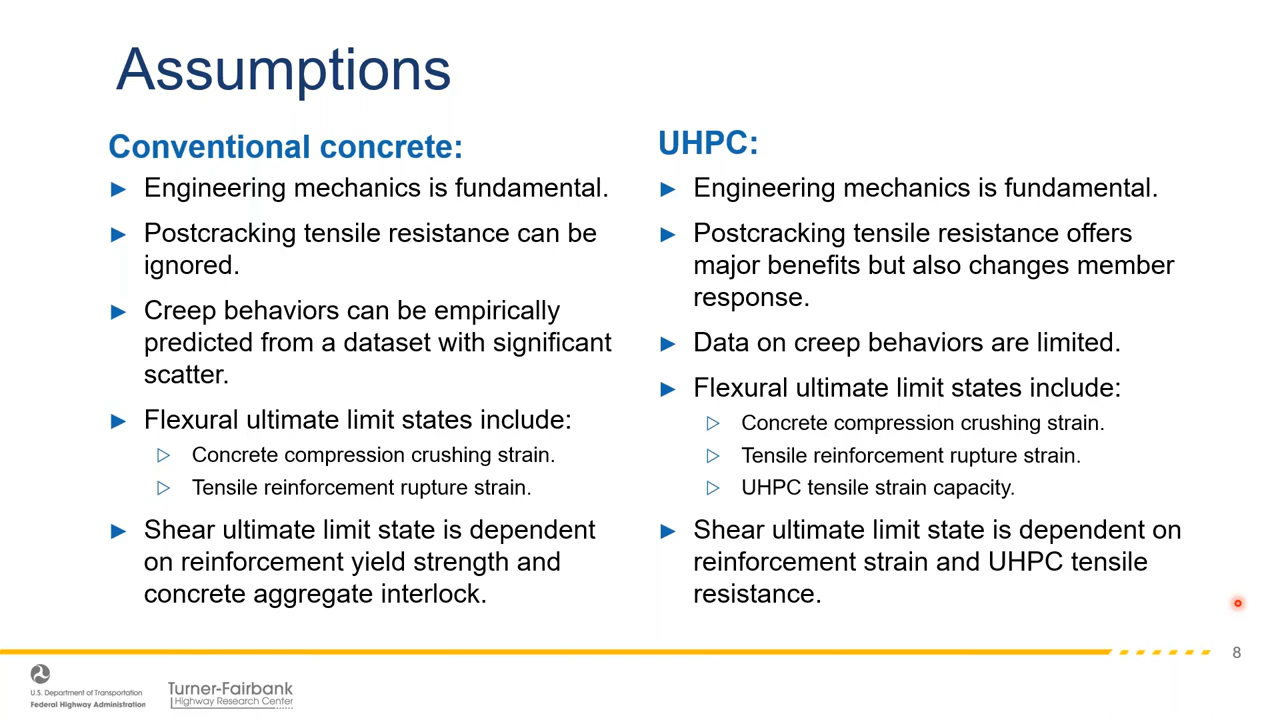 Assumptions
Conventional concrete:
► Engineering mechanics is fundamental.
► Postcracking tensile resistance can be
ignored.
► Creep behaviors can be empirically
predicted from a dataset with significant
scatter.
► Flexural ultimate limit states include:
▷ Concrete compression crushing strain.
▷ Tensile reinforcement rupture strain.
► Shear ultimate limit state is dependent
on reinforcement yield strength and
concrete aggregate interlock.
UHPC:
► Engineering mechanics is fundamental.
► Postcracking tensile resistance offers
major benefits but also changes member
response.
► Data on creep behaviors are limited.
► Flexural ultimate limit states include:
▷ Concrete compression crushing strain.
▷ Tensile reinforcement rupture strain.
▷ UHPC tensile strain capacity.
► Shear ultimate limit state is dependent on
reinforcement strain and UHPC tensile
resistance.
8
U.S. Department of Transportation
Federal Highway Administration
Turner-Fairbank
Highway Research Center